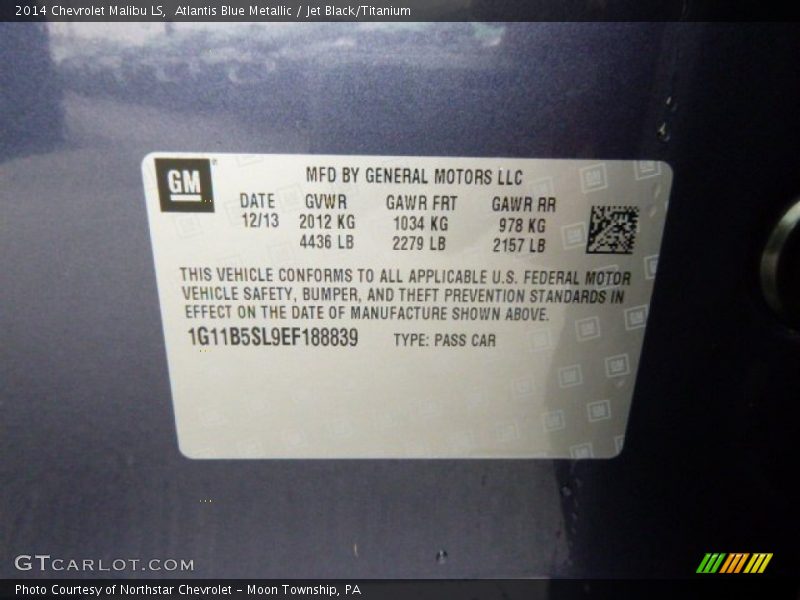 2014 Chevrolet Malibu LS,  Atlantis Blue Metallic / Jet Black/Titanium
GM
MFD BY GENERAL MOTORS LLC
DATE GVWR GAWR FRT GAWR RR
12/13 2012 KG 1034 KG 978 KG
4436 LB 2279 LB 2157 LB
THIS VEHICLE CONFORMS TO ALL APPLICABLE U.S. FEDERAL MOTOR
VEHICLE SAFETY, BUMPER, AND THEFT PREVENTION STANDARDS IN
EFFECT ON THE DATE OF MANUFACTURE SHOWN ABOVE.
1G11B5SL9EF188839 TYPE: PASS CAR
GTCARLOT.COM
Photo Courtesy of Northstar Chevrolet - Moon Township, PA